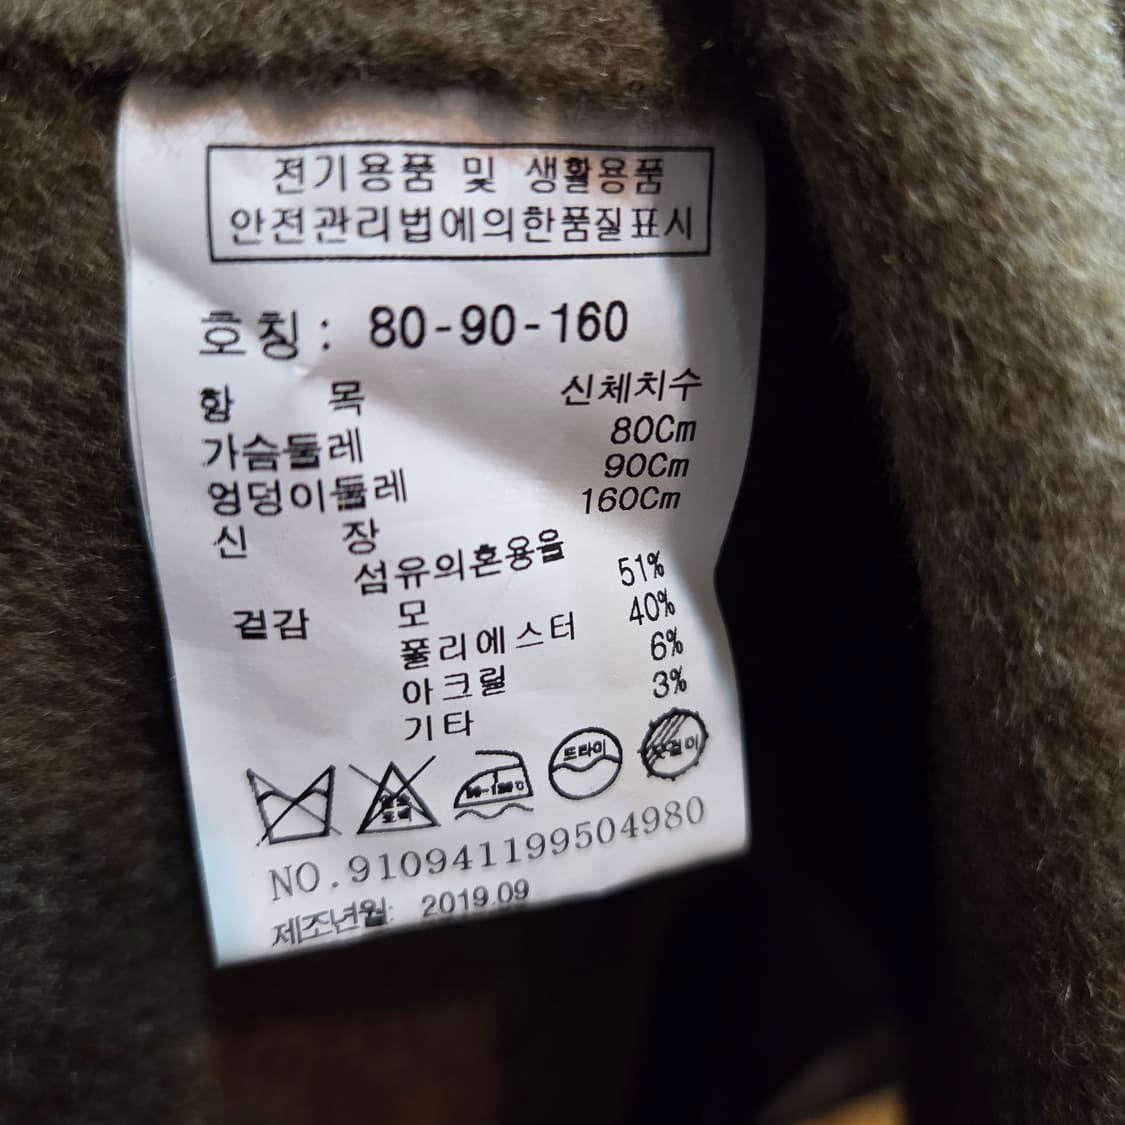 전기용품 및 생활용품
안전관리법에의한품질표시
호칭: 80-90-160
항 목 신체치수
가슴둘레 80Cm
엉덩이둘레 90Cm
신 장 160Cm
섬유의혼용율
겉감 모 51%
폴리에스터 40%
아크릴 6%
기타 3%
드라이
옷걸이
NO.910941199504980
제조년월: 2019.09